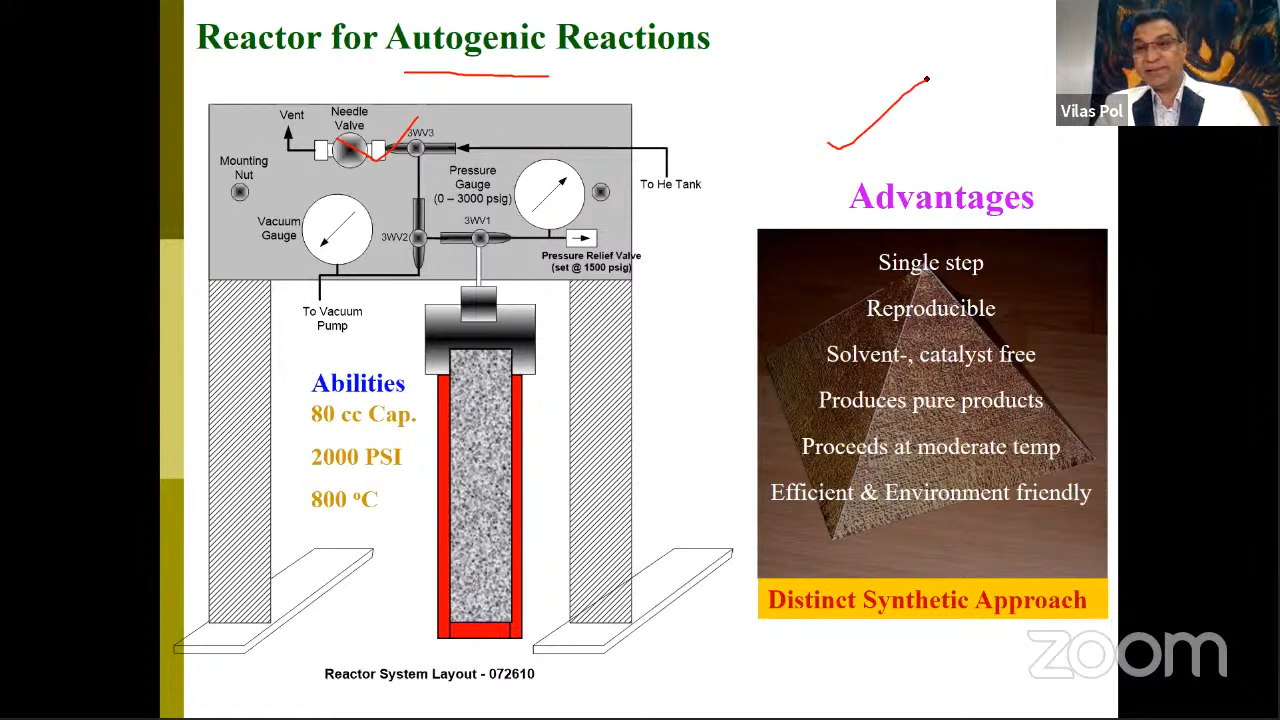 Reactor for Autogenic Reactions
Vilas Pol
Vent
Needle
Valve
3WV3
Mounting
Nut
Pressure
Gauge
(0 – 3000 psig)
To He Tank
Vacuum
Gauge
3WV2
3WV1
Pressure Relief Valve
(set @ 1500 psig)
To Vacuum
Pump
Abilities
80 cc Cap.
2000 PSI
800 °C
Reactor System Layout - 072610
Advantages
Single step
Reproducible
Solvent-, catalyst free
Produces pure products
Proceeds at moderate temp
Efficient & Environment friendly
Distinct Synthetic Approach
zoom